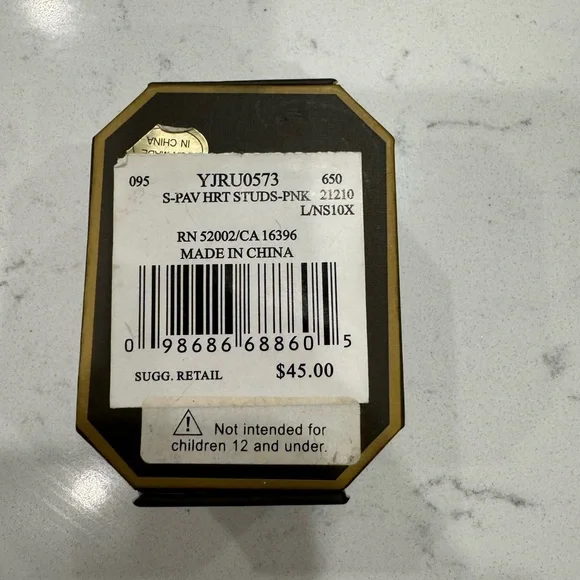 MADE
IN CHINA
095 YJRU0573 650
S-PAV HRT STUDS-PNK 21210
L/NS10X
RN 52002/CA 16396
MADE IN CHINA
0 98686 68860 5
SUGG. RETAIL $45.00
Not intended for
children 12 and under.